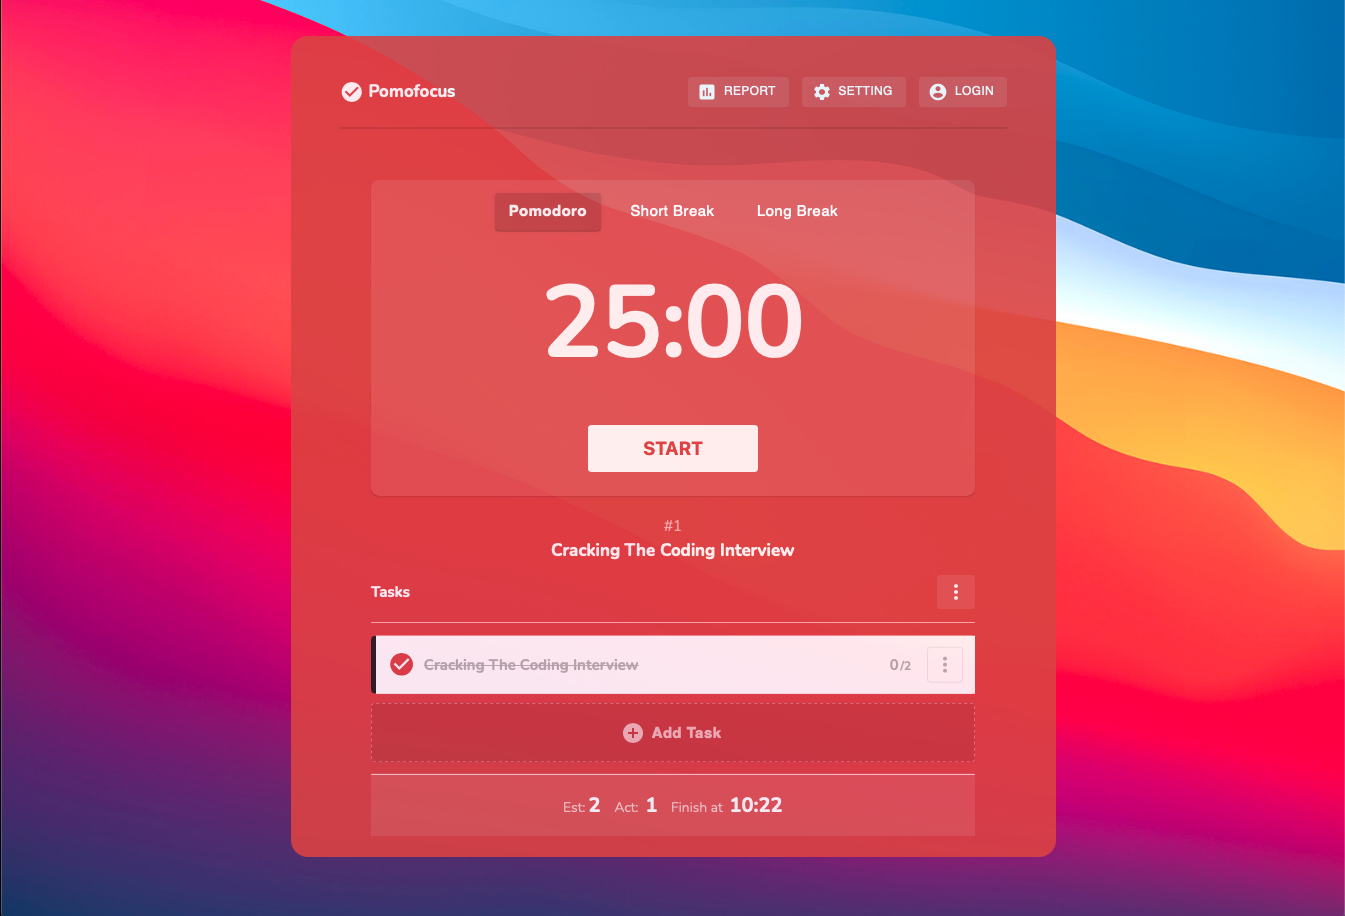 Pomofocus
REPORT
SETTING
LOGIN
Pomodoro
Short Break
Long Break
25:00
START
#1
Cracking The Coding Interview
Tasks
Cracking The Coding Interview
0/2
Add Task
Est: 2 Act: 1 Finish at 10:22